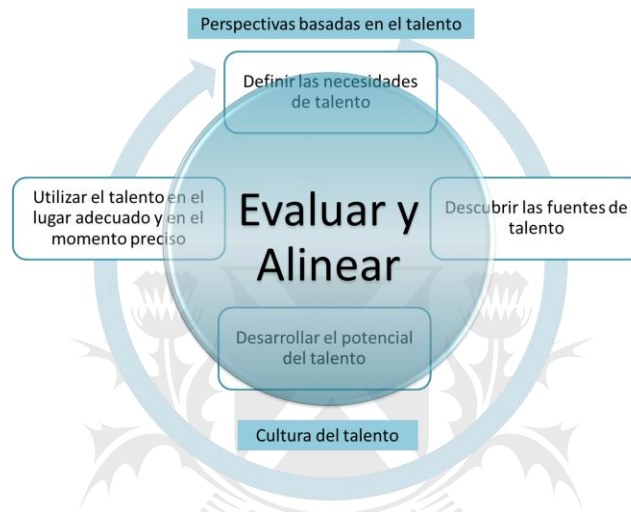 Perspectivas basadas en el talento
Definir las necesidades
de talento
Utilizar el talento en el
lugar adecuado y en el
momento preciso
Evaluar y
Alinear
Descubrir las fuentes de
talento
Desarrollar el potencial
del talento
Cultura del talento